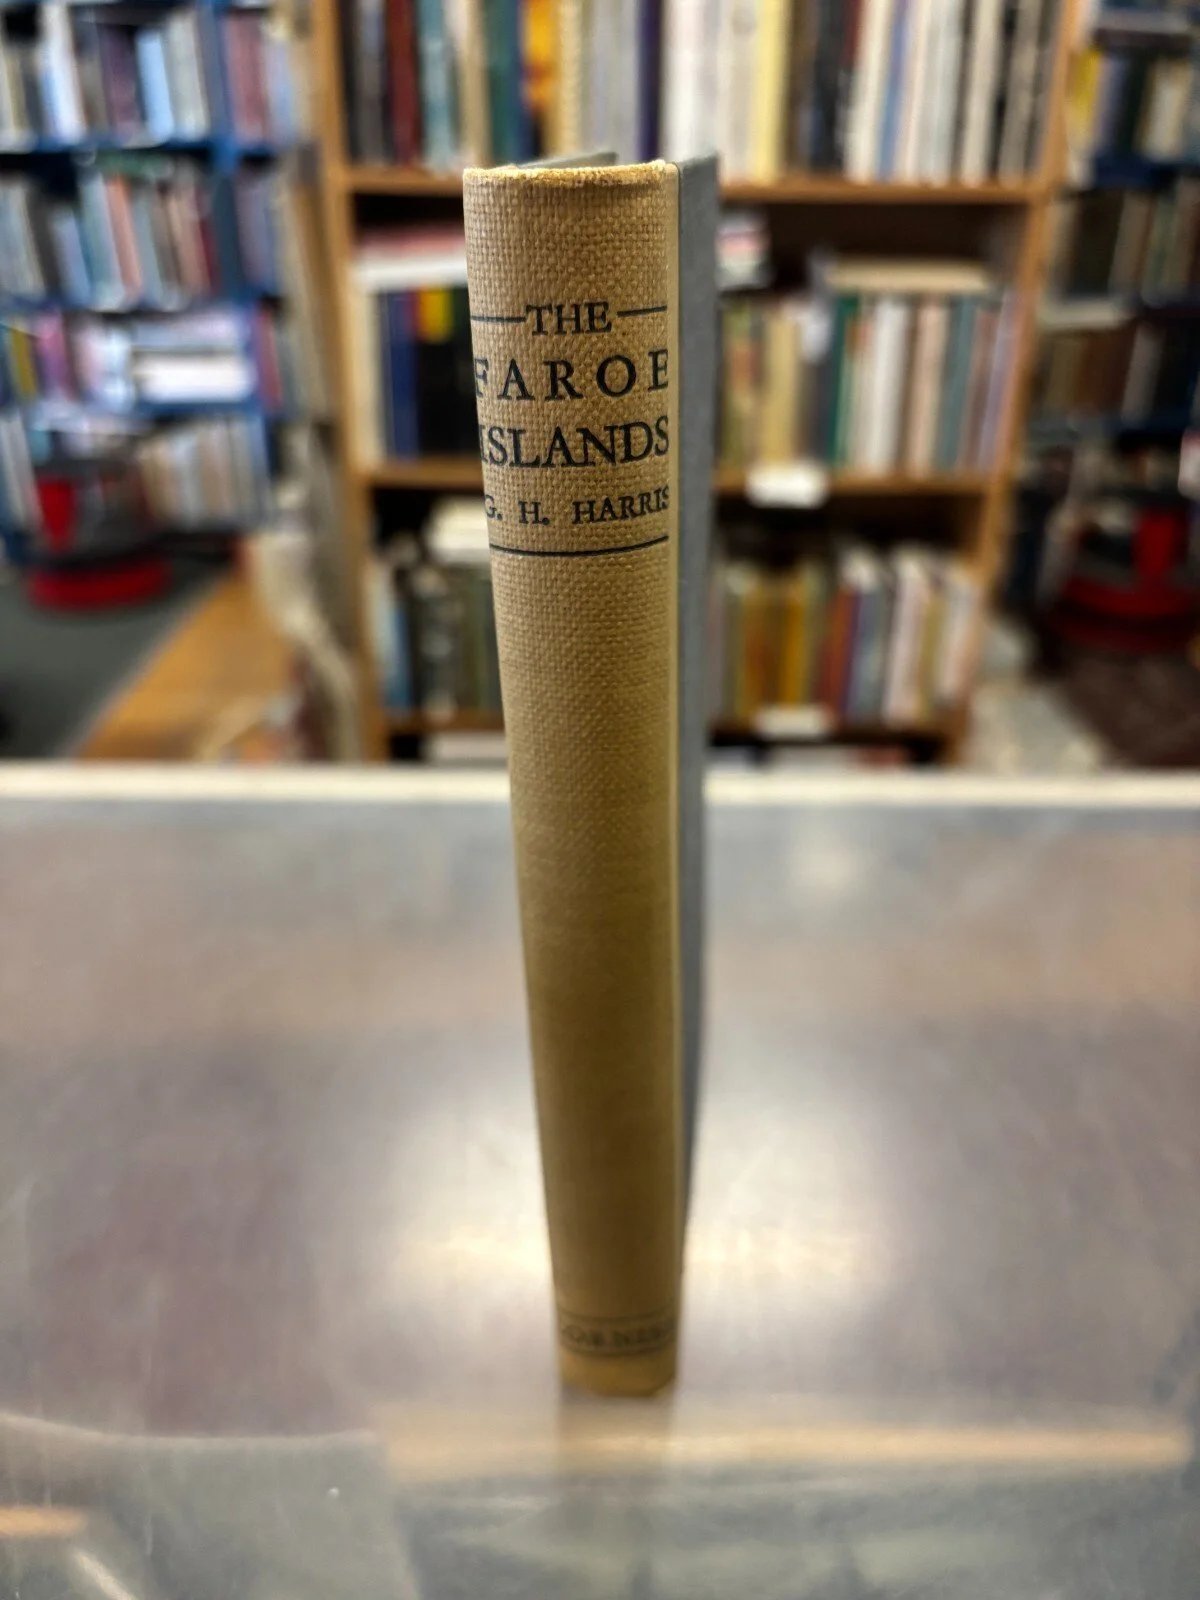 THE
FAROE
ISLANDS
G. H. HARRIS